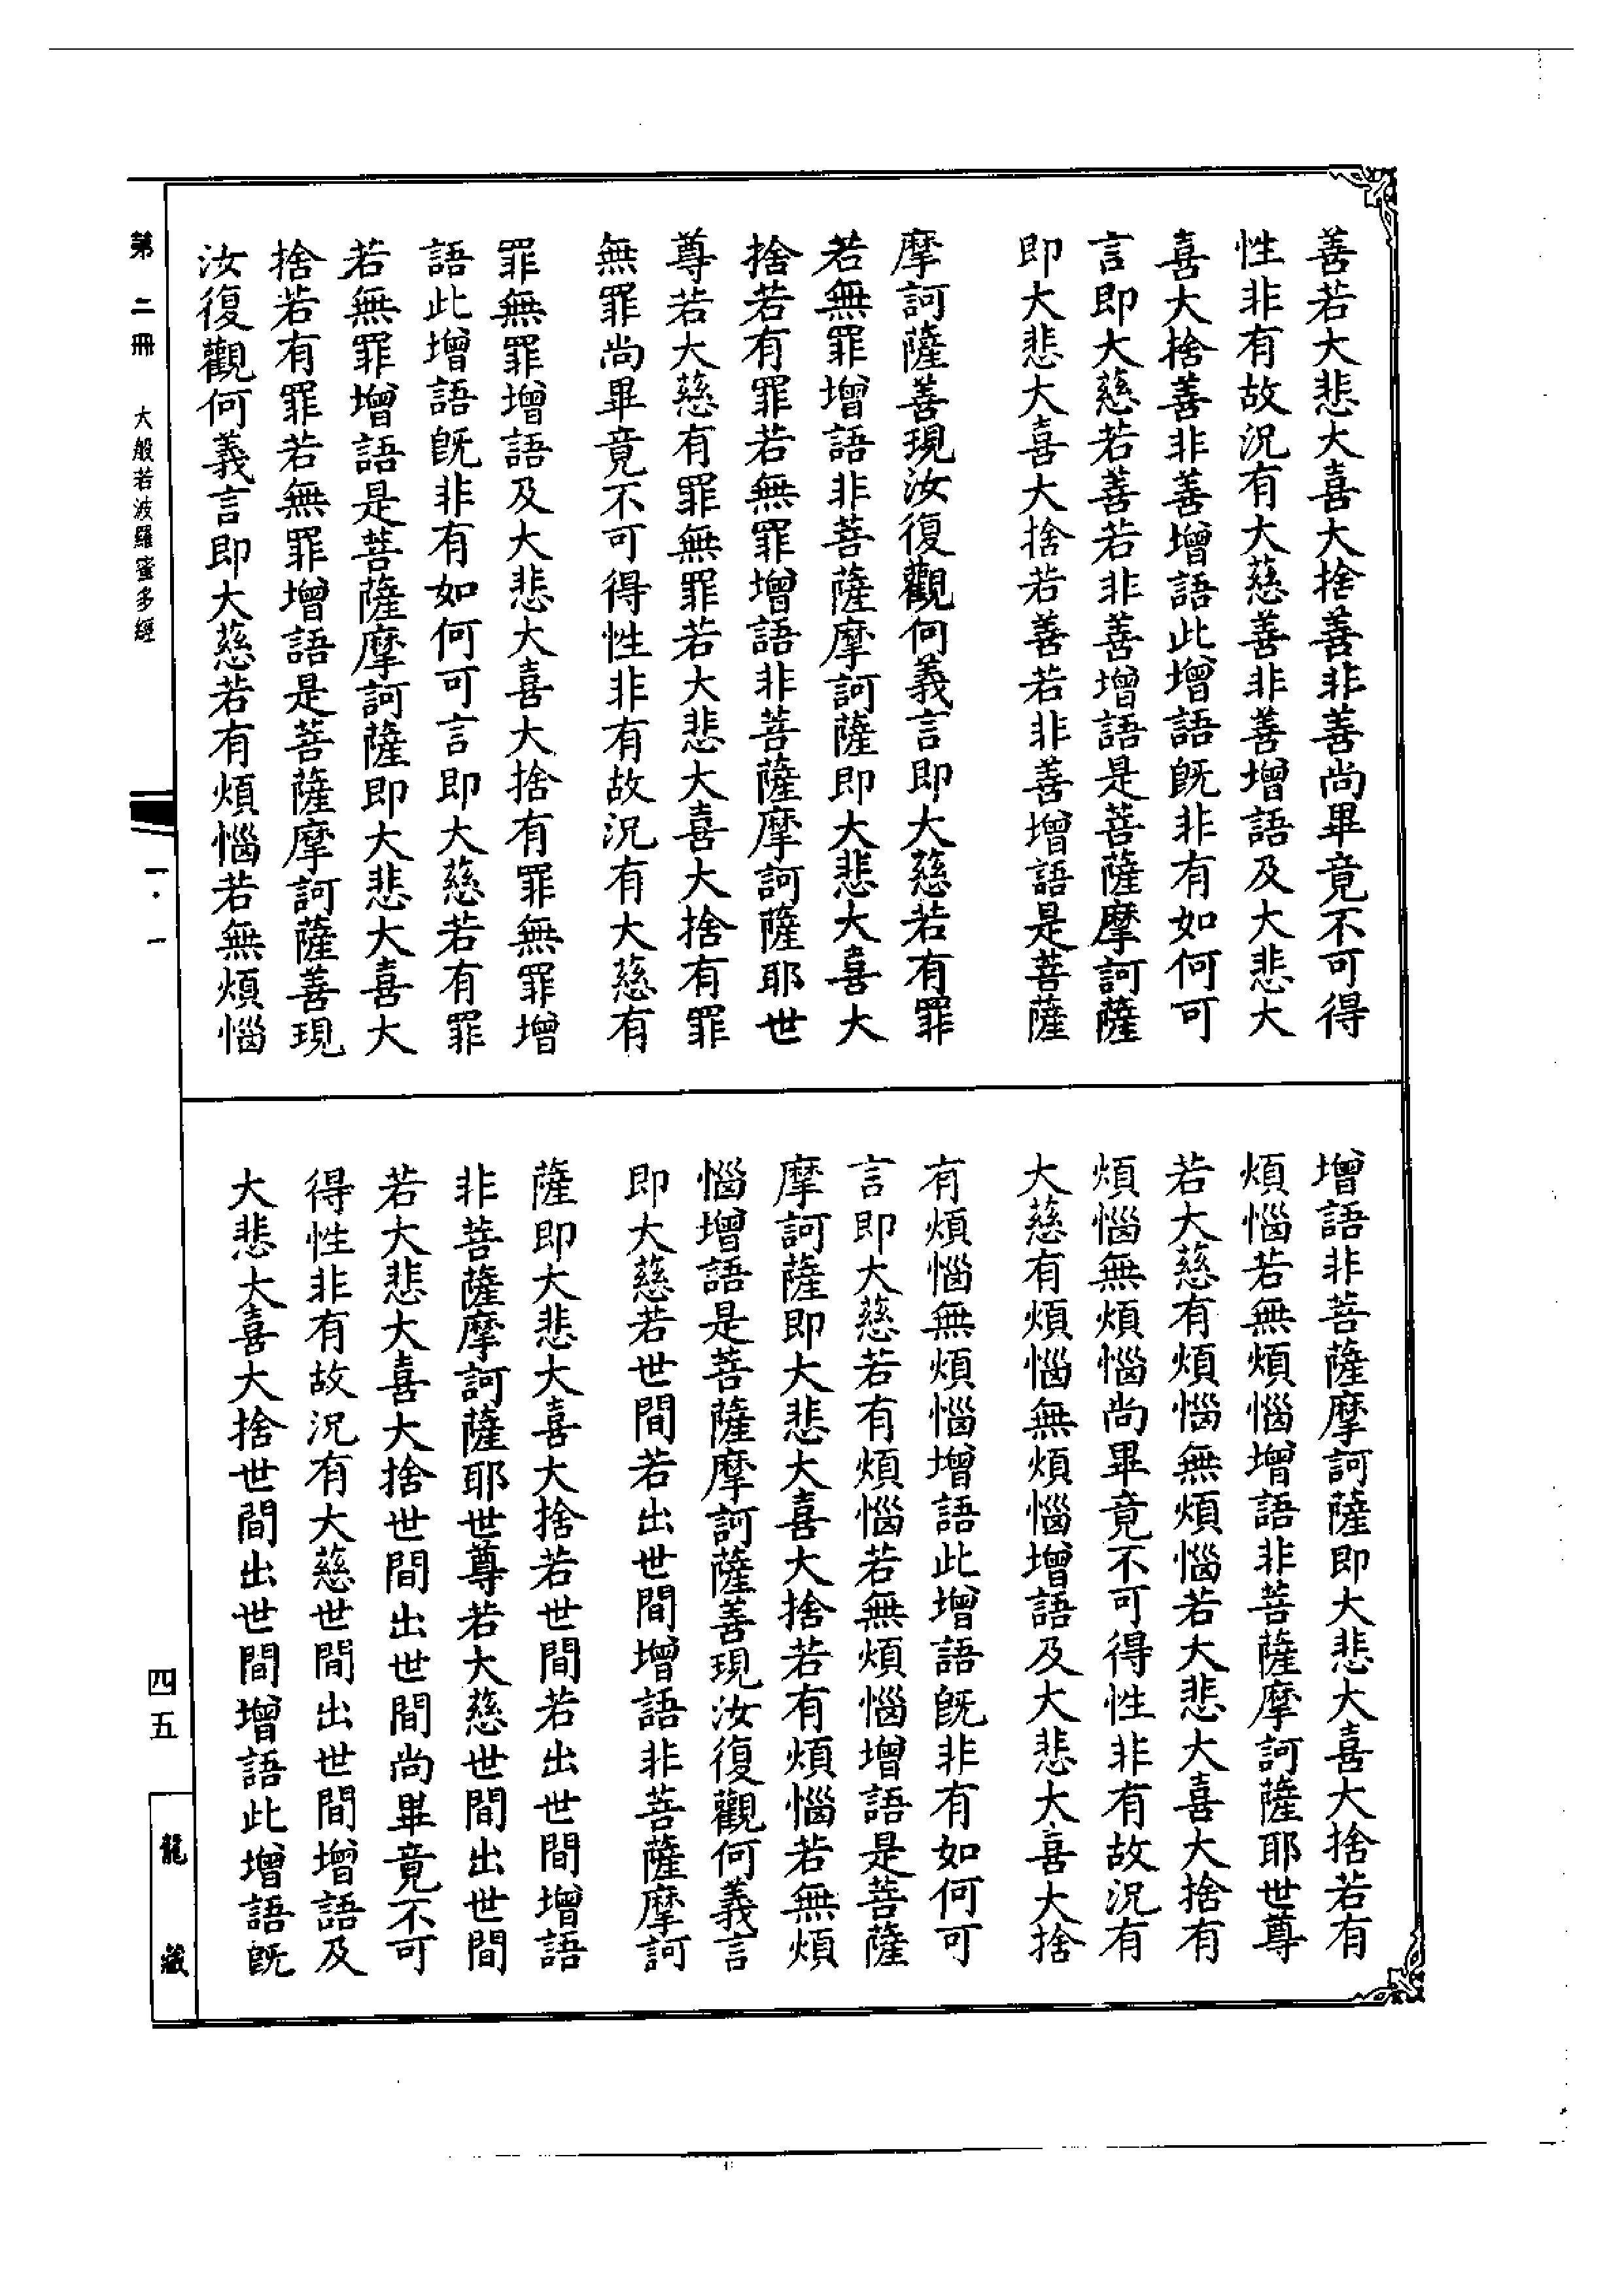 善若大悲大喜大捨善非善尚畢竟不可得
性非有故況有大慈善非善增語及大悲大
喜大捨善非善增語此增語既非有如何可
言即大慈若善若非善增語是菩薩摩訶薩
即大悲大喜大捨若善若非善增語是菩薩
摩訶薩善現汝復觀何義言即大慈若有罪
若無罪增語非菩薩摩訶薩即大悲大喜大
捨若有罪若無罪增語非菩薩摩訶薩耶世
尊若大慈有罪無罪若大悲大喜大捨有罪
無罪尚畢竟不可得性非有故況有大慈有
罪無罪增語及大悲大喜大捨有罪無罪增
語此增語既非有如何可言即大慈若有罪
若無罪增語是菩薩摩訶薩即大悲大喜大
捨若有罪若無罪增語是菩薩摩訶薩善現
汝復觀何義言即大慈若有煩惱若無煩惱
增語非菩薩摩訶薩即大悲大喜大捨若有
煩惱若無煩惱增語非菩薩摩訶薩耶世尊
若大慈有煩惱無煩惱若大悲大喜大捨有
煩惱無煩惱尚畢竟不可得性非有故況有
大慈有煩惱無煩惱增語及大悲大喜大捨
有煩惱無煩惱增語此增語既非有如何可
言即大慈若有煩惱若無煩惱增語是菩薩
摩訶薩即大悲大喜大捨若有煩惱若無煩
惱增語是菩薩摩訶薩善現汝復觀何義言
即大慈若世間若出世間增語非菩薩摩訶
薩即大悲大喜大捨若世間若出世間增語
非菩薩摩訶薩耶世尊若大慈世間出世間
若大悲大喜大捨世間出世間尚畢竟不可
得性非有故況有大慈世間出世間增語及
大悲大喜大捨世間出世間增語此增語既
第二冊 大般若波羅蜜多經
一·一
四五
龍藏